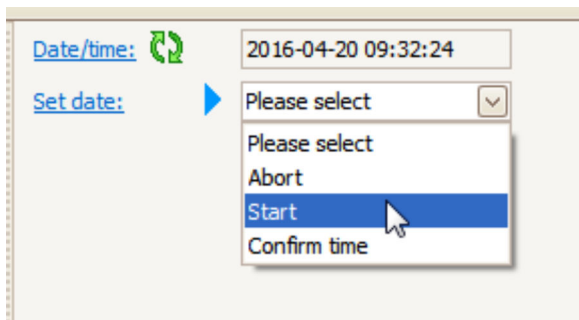 Date/time: 2016-04-20 09:32:24
Set date: Please select
Please select
Abort
Start
Confirm time